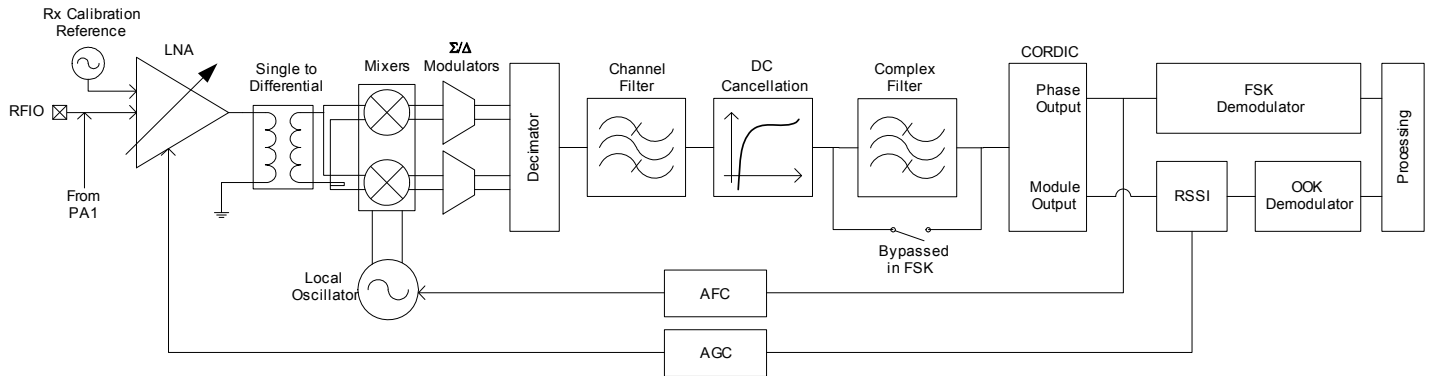 Rx Calibration
Reference
LNA
RFIO
From
PA1
Single to
Differential
Mixers
Σ/Δ
Modulators
Decimator
Channel
Filter
DC
Cancellation
Complex
Filter
Bypassed
in FSK
CORDIC
Phase
Output
Module
Output
FSK
Demodulator
RSSI
OOK
Demodulator
Processing
Local
Oscillator
AFC
AGC